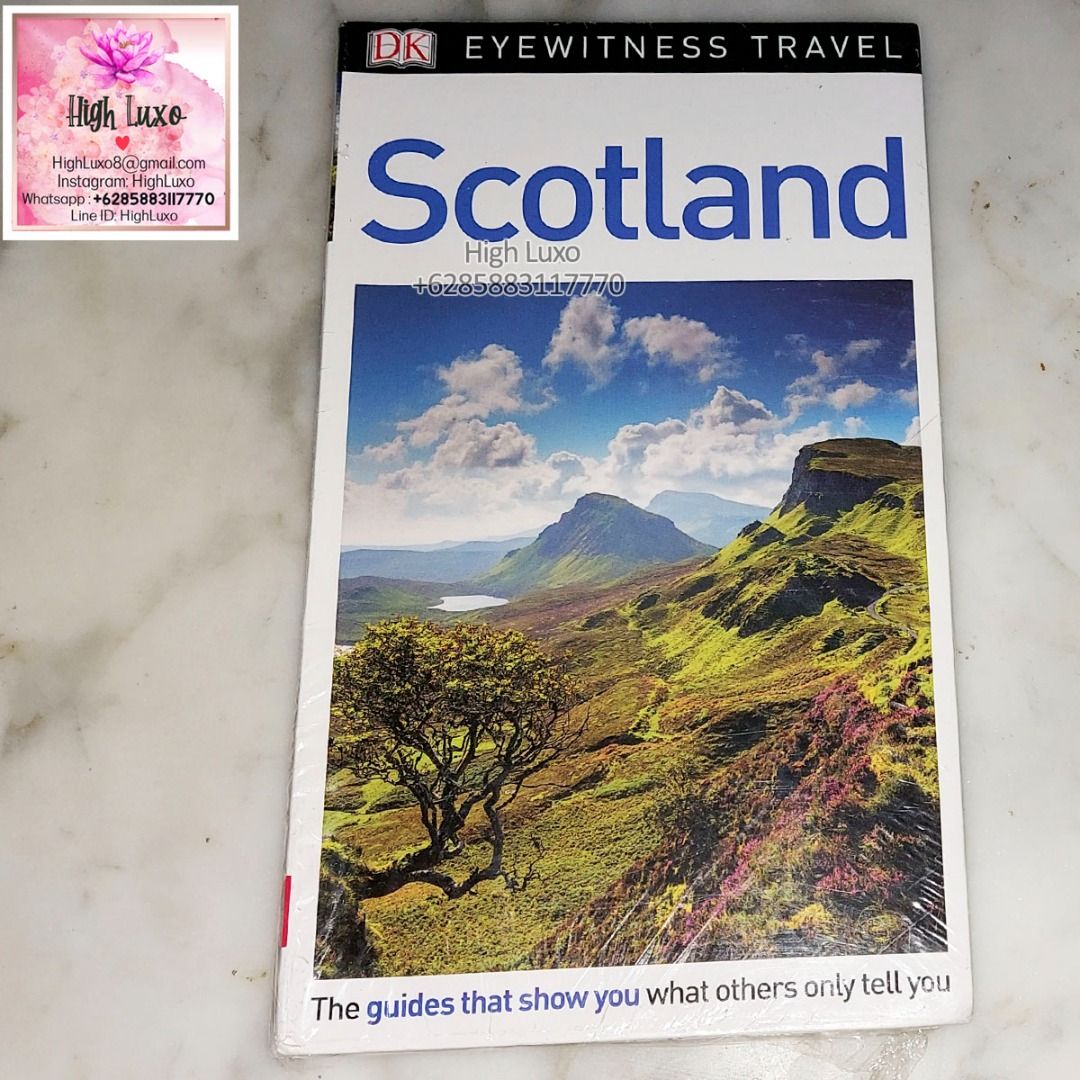 High Luxo
HighLuxo8@gmail.com
Instagram: HighLuxo
Whatsapp : +6285883117770
Line ID: HighLuxo
DK EYEWITNESS TRAVEL
Scotland
High Luxo
+6285883117770
The guides that show you what others only tell you